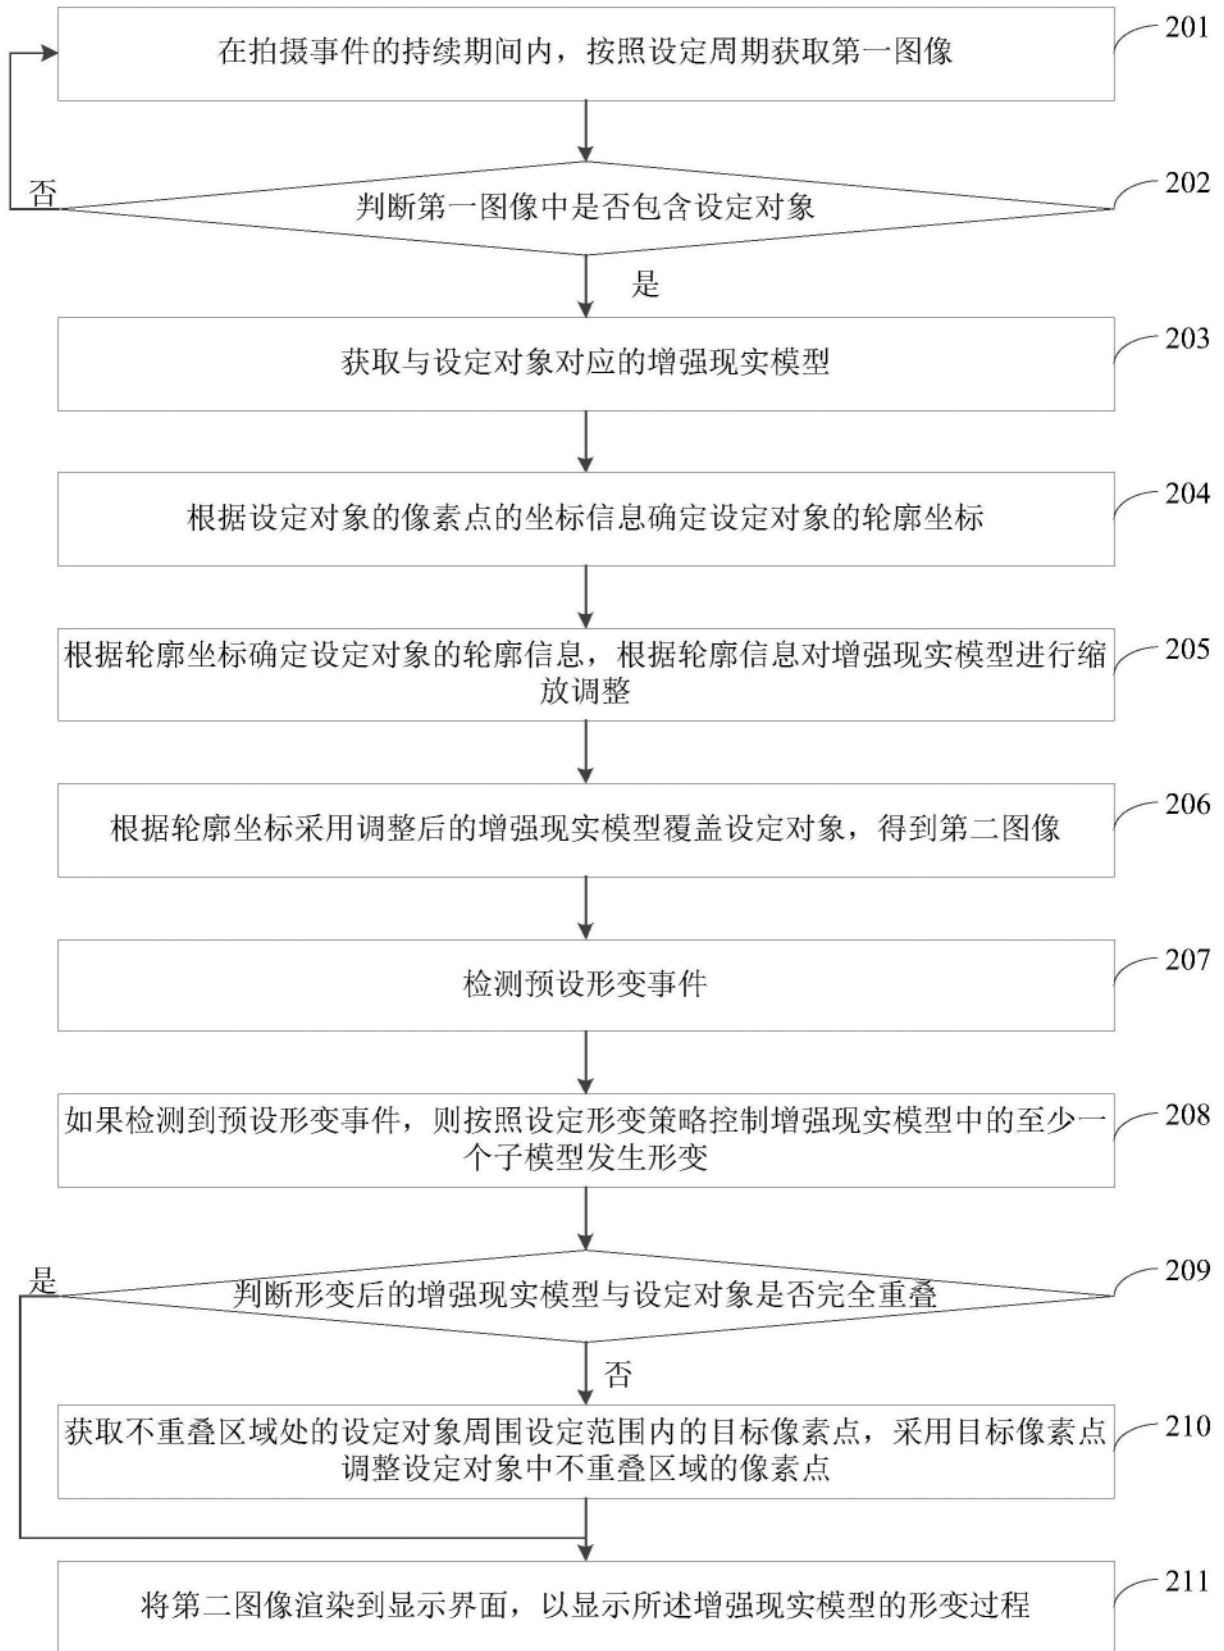 在拍摄事件的持续期间内，按照设定周期获取第一图像
201
否
判断第一图像中是否包含设定对象
202
是
获取与设定对象对应的增强现实模型
203
根据设定对象的像素点的坐标信息确定设定对象的轮廓坐标
204
根据轮廓坐标确定设定对象的轮廓信息，根据轮廓信息对增强现实模型进行缩
放调整
205
根据轮廓坐标采用调整后的增强现实模型覆盖设定对象，得到第二图像
206
检测预设形变事件
207
如果检测到预设形变事件，则按照设定形变策略控制增强现实模型中的至少一
个子模型发生形变
208
是
判断形变后的增强现实模型与设定对象是否完全重叠
209
否
获取不重叠区域处的设定对象周围设定范围内的目标像素点，采用目标像素点
调整设定对象中不重叠区域的像素点
210
将第二图像渲染到显示界面，以显示所述增强现实模型的形变过程
211